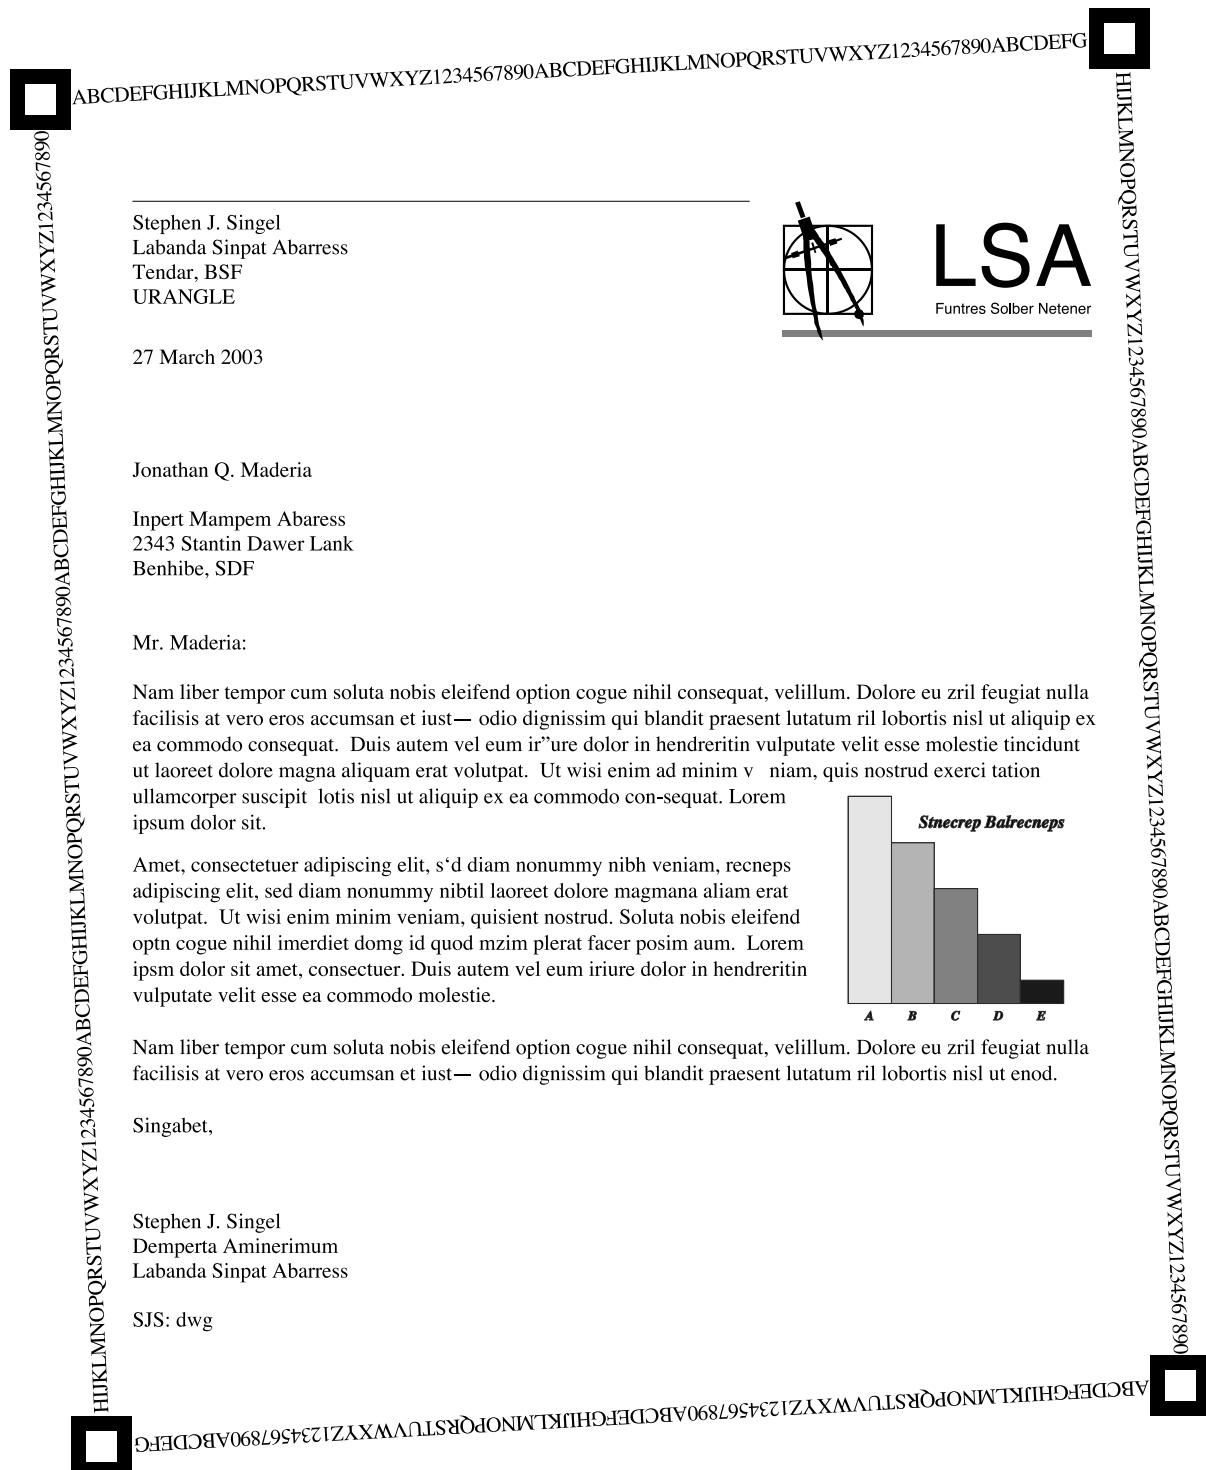 ABCDEFGHIJKLMNOPQRSTUVWXYZ1234567890ABCDEFGHIJKLMNOPQRSTUVWXYZ1234567890ABCDEFG
HIJKLMNOPQRSTUVWXYZ1234567890ABCDEFGHIJKLMNOPQRSTUVWXYZ1234567890ABCDEFGHIJKLMNOPQRSTUVWXYZ1234567890
HIJKLMNOPQRSTUVWXYZ1234567890ABCDEFGHIJKLMNOPQRSTUVWXYZ1234567890ABCDEFGHIJKLMNOPQRSTUVWXYZ1234567890
Stephen J. Singel
Labanda Sinpat Abarress
Tendar, BSF
URANGLE
LSA
Funtres Solber Netener
27 March 2003
Jonathan Q. Maderia
Inpert Mampem Abaress
2343 Stantin Dawer Lank
Benhibe, SDF
Mr. Maderia:
Nam liber tempor cum soluta nobis eleifend option cogue nihil consequat, velillum. Dolore eu zril feugiat nulla
facilisis at vero eros accumsan et iust— odio dignissim qui blandit praesent lutatum ril lobortis nisl ut aliquip ex
ea commodo consequat.  Duis autem vel eum ir”ure dolor in hendreritin vulputate velit esse molestie tincidunt
ut laoreet dolore magna aliquam erat volutpat.  Ut wisi enim ad minim v   niam, quis nostrud exerci tation
ullamcorper suscipit  lotis nisl ut aliquip ex ea commodo con-sequat. Lorem
ipsum dolor sit.
Amet, consectetuer adipiscing elit, s‘d diam nonummy nibh veniam, recneps
adipiscing elit, sed diam nonummy nibtil laoreet dolore magmana aliam erat
volutpat.  Ut wisi enim minim veniam, quisient nostrud. Soluta nobis eleifend
optn cogue nihil imerdiet domg id quod mzim plerat facer posim aum.  Lorem
ipsm dolor sit amet, consectuer. Duis autem vel eum iriure dolor in hendreritin
vulputate velit esse ea commodo molestie.
Stnecrep Balrecneps
A B C D E
Nam liber tempor cum soluta nobis eleifend option cogue nihil consequat, velillum. Dolore eu zril feugiat nulla
facilisis at vero eros accumsan et iust— odio dignissim qui blandit praesent lutatum ril lobortis nisl ut enod.
Singabet,
Stephen J. Singel
Demperta Aminerimum
Labanda Sinpat Abarress
SJS: dwg
ABCDEFGHIJKLMNOPQRSTUVWXYZ1234567890ABCDEFGHIJKLMNOPQRSTUVWXYZ1234567890ABCDEFG